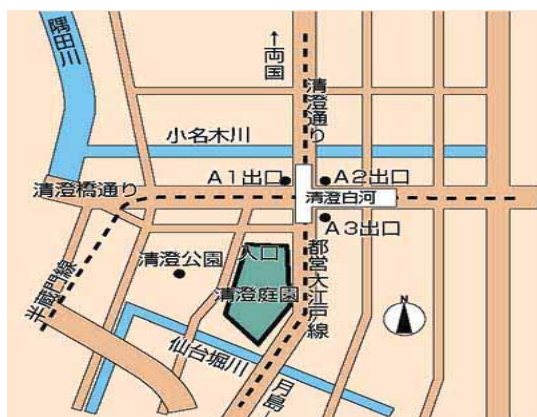 隅田川
↑両国
清澄通り
小名木川
A1出口
A2出口
清澄橋通り
清澄白河
A3出口
入口
清澄公園
清澄庭園
都営大江戸線
半蔵門線
N
仙台堀川
月島